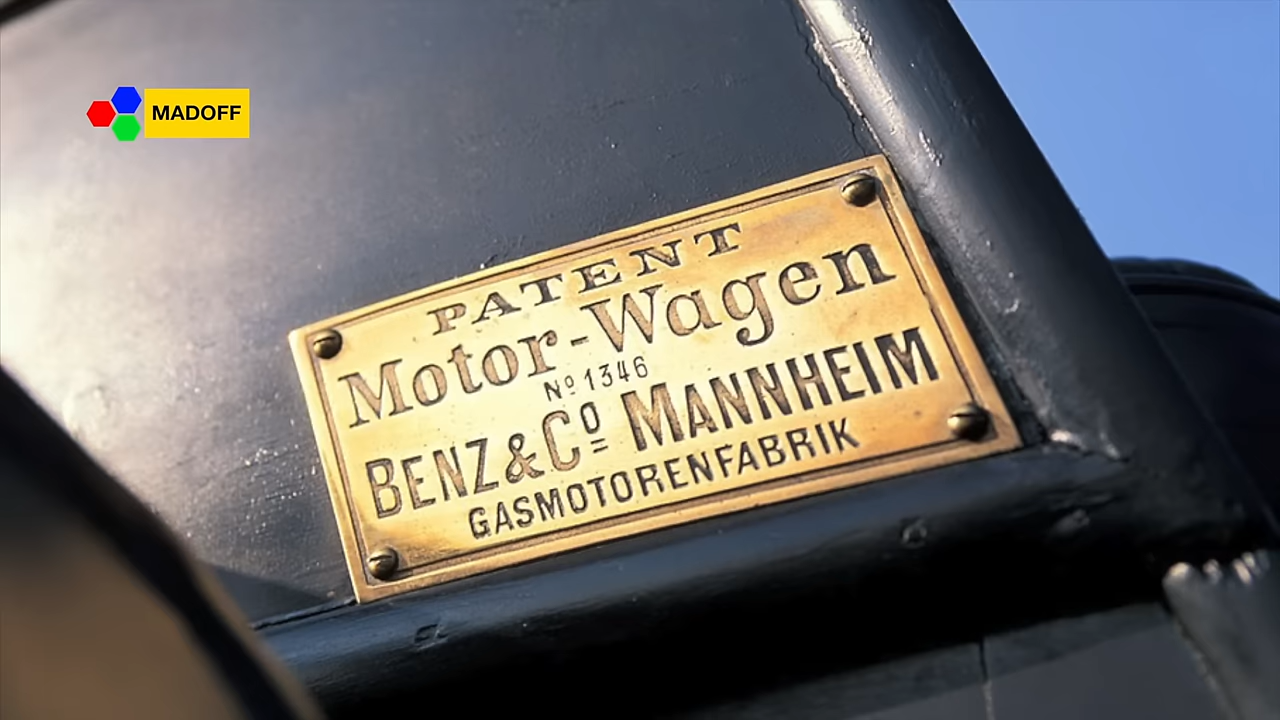 MADOFF
PATENT
Motor-Wagen
Nº 1346
BENZ & Cº MANNHEIM
GASMOTORENFABRIK